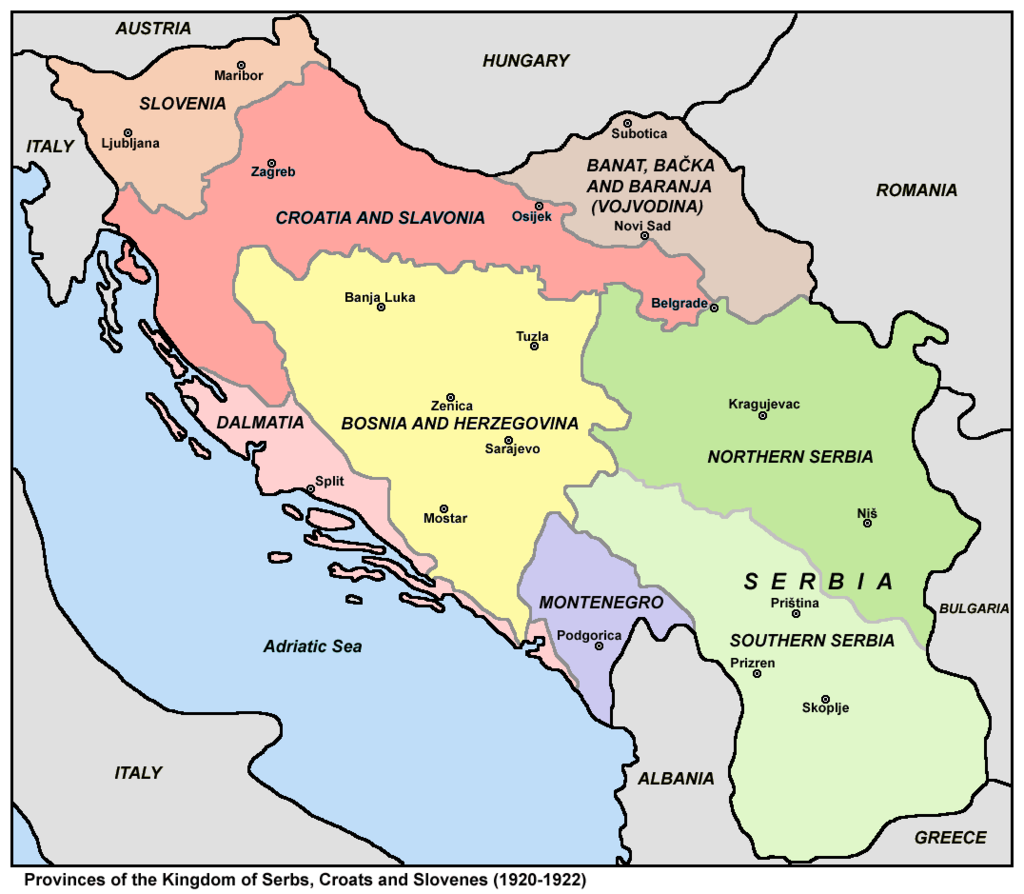 AUSTRIA
HUNGARY
Maribor
SLOVENIA
Ljubljana
ITALY
Subotica
BANAT, BAČKA
AND BARANJA
(VOJVODINA)
ROMANIA
Zagreb
CROATIA AND SLAVONIA
Osijek
Novi Sad
Banja Luka
Belgrade
Tuzla
Zenica
Kragujevac
DALMATIA
BOSNIA AND HERZEGOVINA
Sarajevo
NORTHERN SERBIA
Split
Mostar
Niš
SERBIA
MONTENEGRO
Priština
BULGARIA
Podgorica
SOUTHERN SERBIA
Adriatic Sea
Prizren
Skoplje
ITALY
ALBANIA
GREECE
Provinces of the Kingdom of Serbs, Croats and Slovenes (1920-1922)